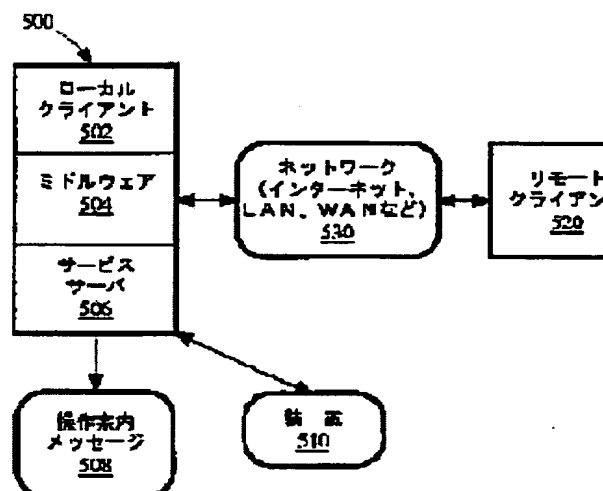 500
ローカル
クライアント
502
ミドルウェア
504
サービス
サーバ
506
ネットワーク
(インターネット、
LAN、WANなど)
530
リモート
クライアン
520
操作案内
メッセージ
508
装置
510